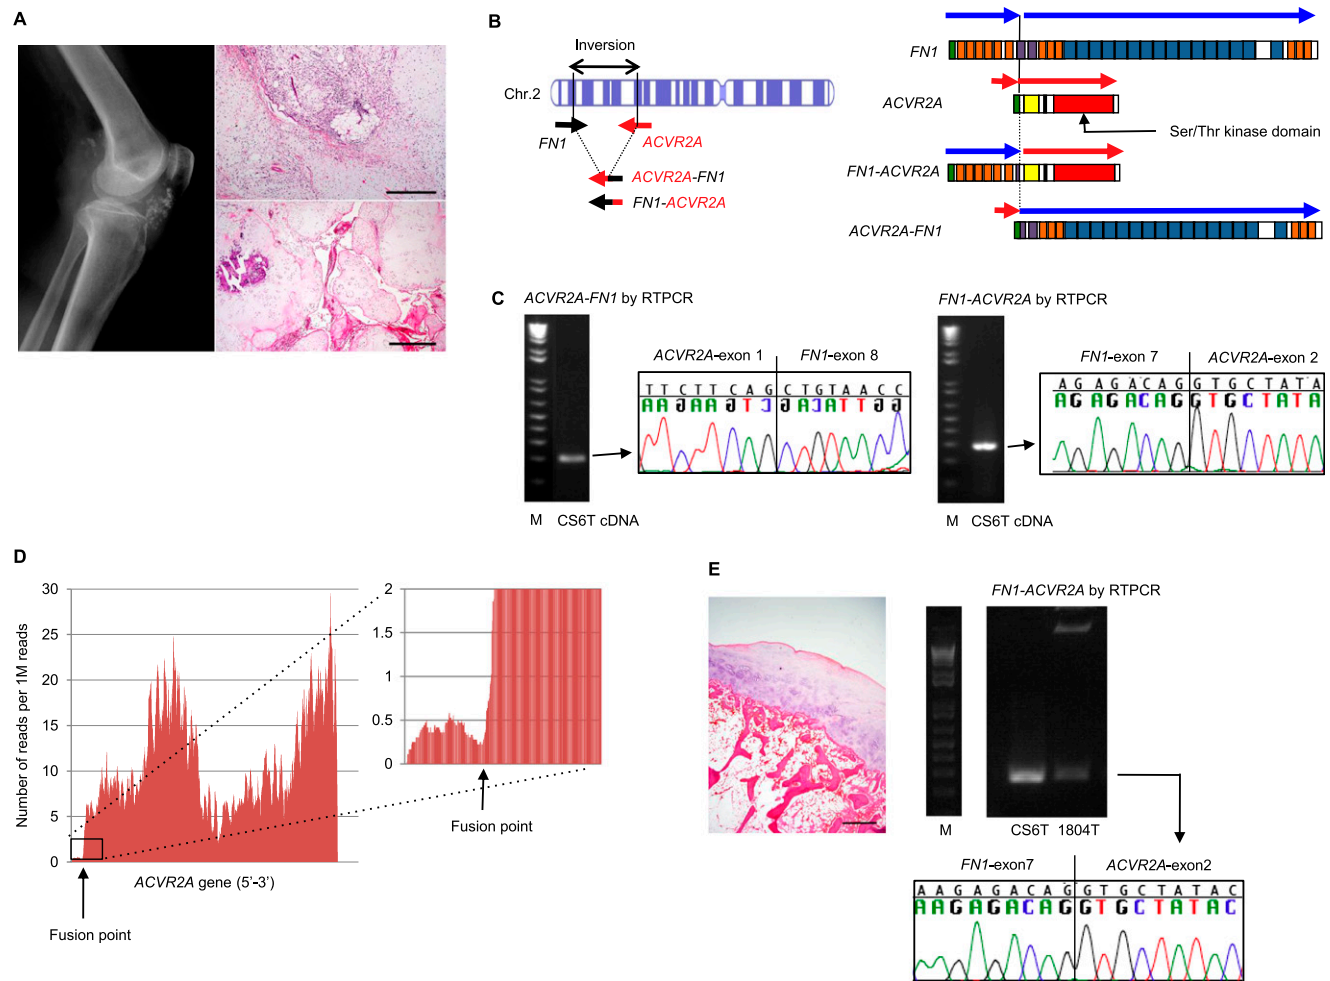 A
B
Inversion
Chr.2
FN1
ACVR2A
ACVR2A-FN1
FN1-ACVR2A
FN1
ACVR2A
Ser/Thr kinase domain
FN1-ACVR2A
ACVR2A-FN1
C
ACVR2A-FN1 by RTPCR
ACVR2A-exon 1
FN1-exon 8
T T C T T C A G C T G T A A C C
M
CS6T cDNA
FN1-ACVR2A by RTPCR
FN1-exon 7
ACVR2A-exon 2
A G A G A C A G G T G C T A T A
A G A G A C A G G T G C T A T A
M
CS6T cDNA
D
Number of reads per 1M reads
30
25
20
15
10
5
0
ACVR2A gene (5'-3')
Fusion point
2
1.5
1
0.5
0
Fusion point
E
FN1-ACVR2A by RTPCR
M
CS6T
1804T
FN1-exon7
ACVR2A-exon2
A A G A G A C A G G T G C T A T A C
A A G A G A C A G G T G C T A T A C